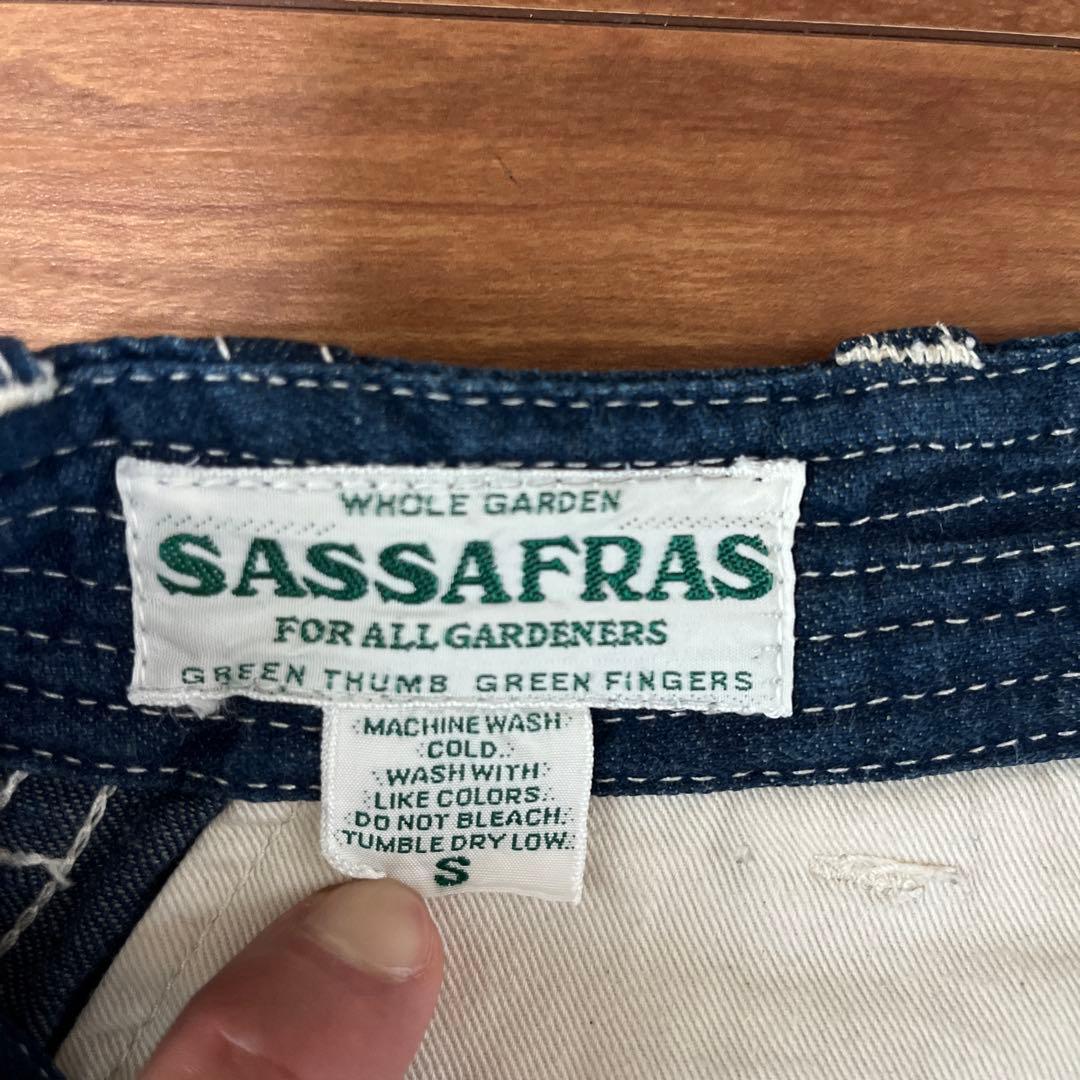 WHOLE GARDEN
SASSAFRAS
FOR ALL GARDENERS
GREEN THUMB GREEN FINGERS
MACHINE WASH
COLD.
WASH WITH
LIKE COLORS.
DO NOT BLEACH.
TUMBLE DRY LOW.
S